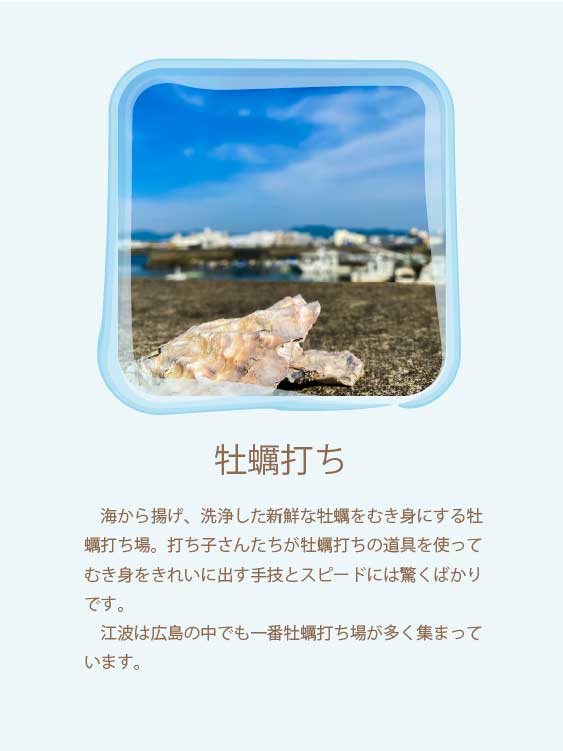 牡蠣打ち
　海から揚げ、洗浄した新鮮な牡蠣をむき身にする牡
蠣打ち場。打ち子さんたちが牡蠣打ちの道具を使って
むき身をきれいに出す手技とスピードには驚くばかり
です。
　江波は広島の中でも一番牡蠣打ち場が多く集まって
います。